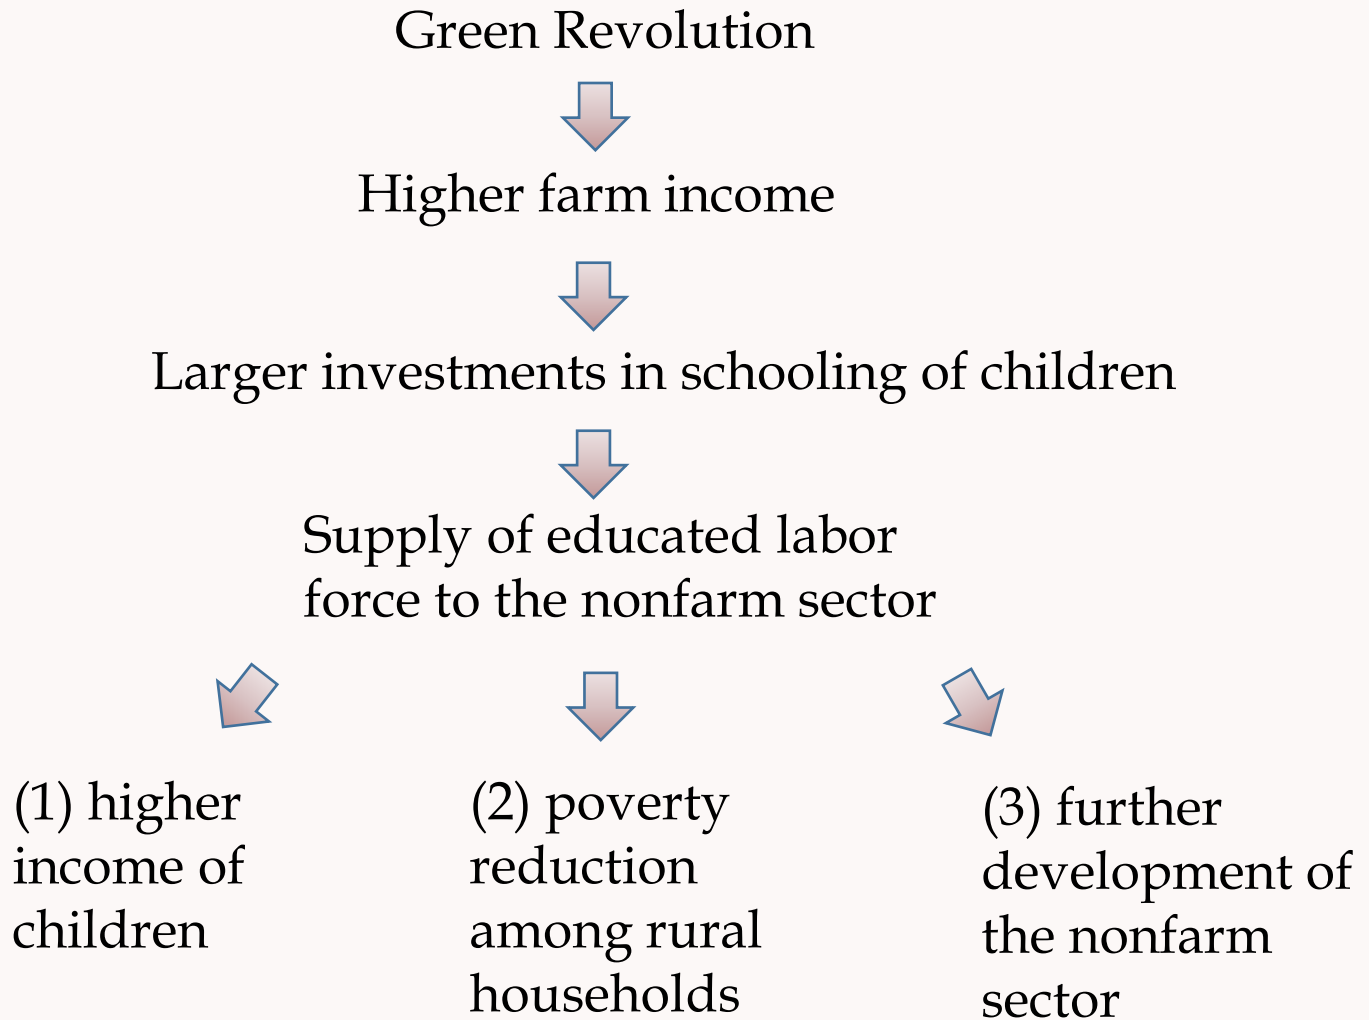 Green Revolution
Higher farm income
Larger investments in schooling of children
Supply of educated labor
force to the nonfarm sector
(1) higher
income of
children
(2) poverty
reduction
among rural
households
(3) further
development of
the nonfarm
sector